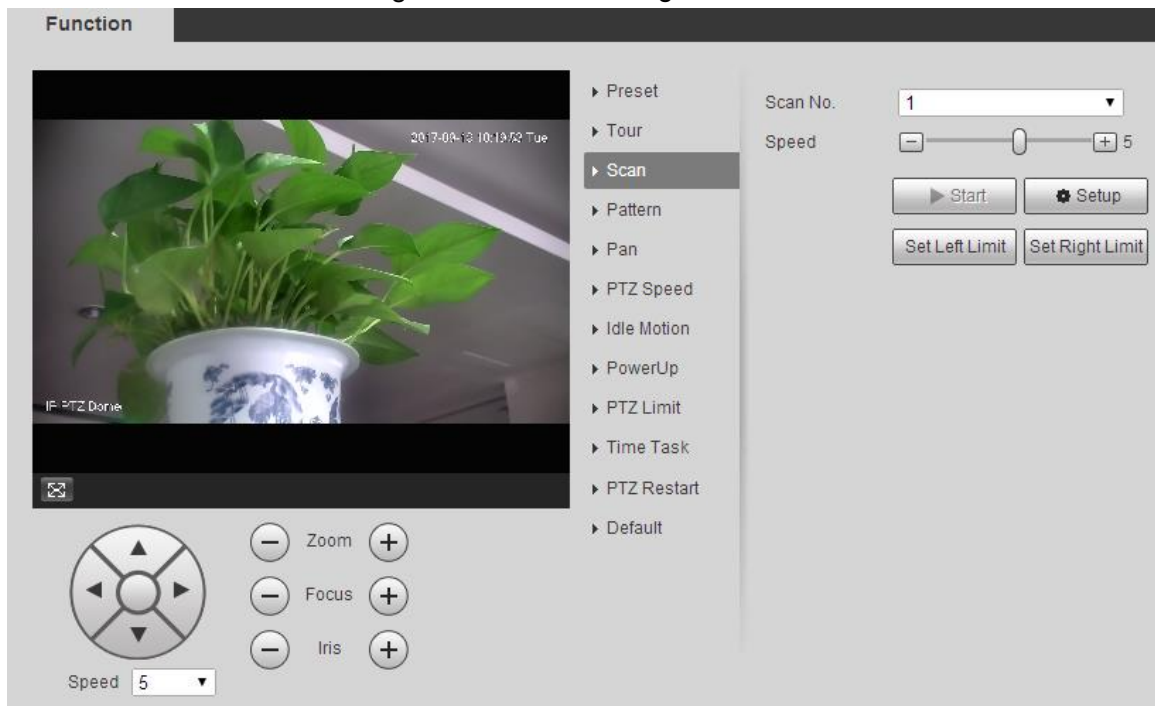 Function
2017-09-12 10:19:52 Tue
IP PTZ Dome
Preset
Tour
Scan
Pattern
Pan
PTZ Speed
Idle Motion
PowerUp
PTZ Limit
Time Task
PTZ Restart
Default
Scan No. 1
Speed 5
Start
Setup
Set Left Limit
Set Right Limit
Zoom
Focus
Iris
Speed 5